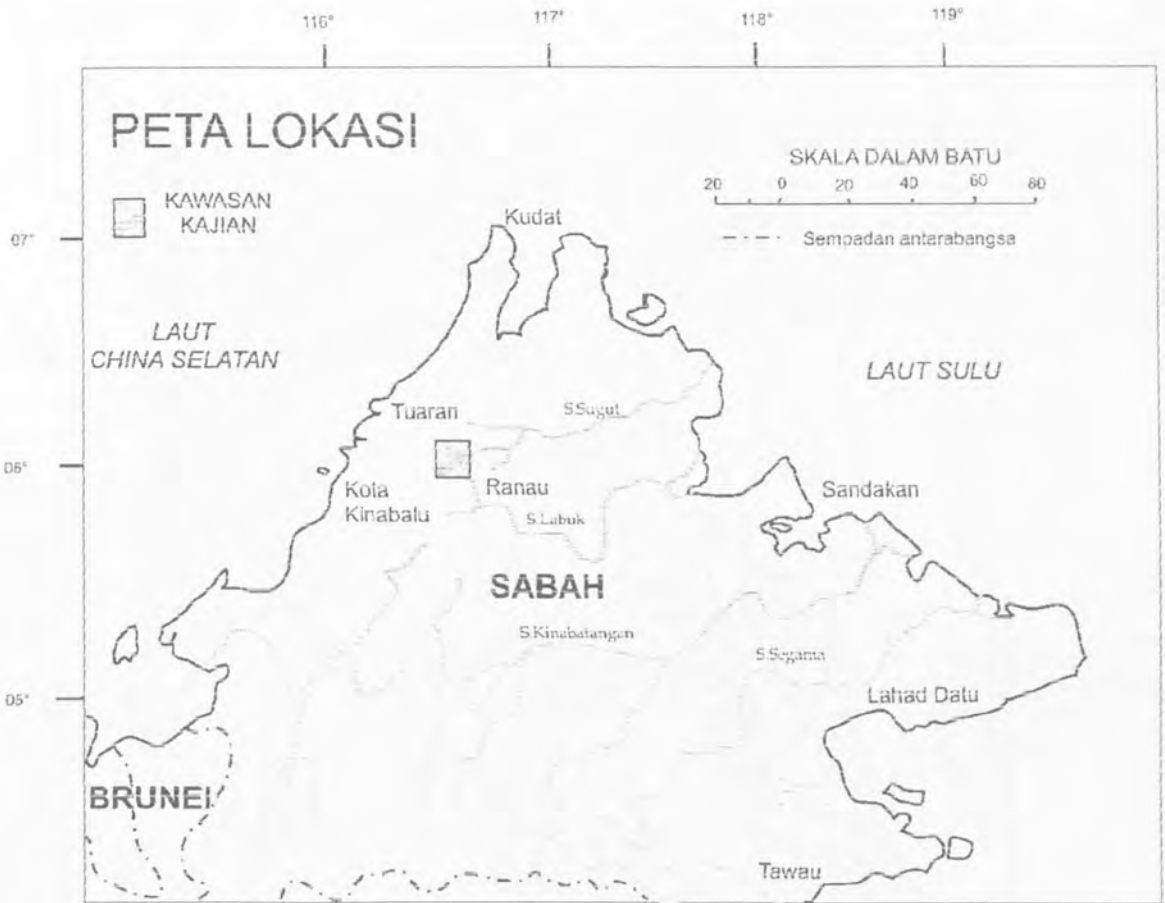 116° 117° 118° 119°
PETA LOKASI
SKALA DALAM BATU
20 0 20 40 60 80
KAWASAN
KAJIAN
Sempadan antarabangsa
07°
Kudat
LAUT
CHINA SELATAN
LAUT SULU
Tuaran
S.Sugut
06°
Kota
Kinabalu
Ranau
Sandakan
S.Labuk
SABAH
S.Kinabatangan
S.Segama
05°
Lahad Datu
BRUNEI
Tawau